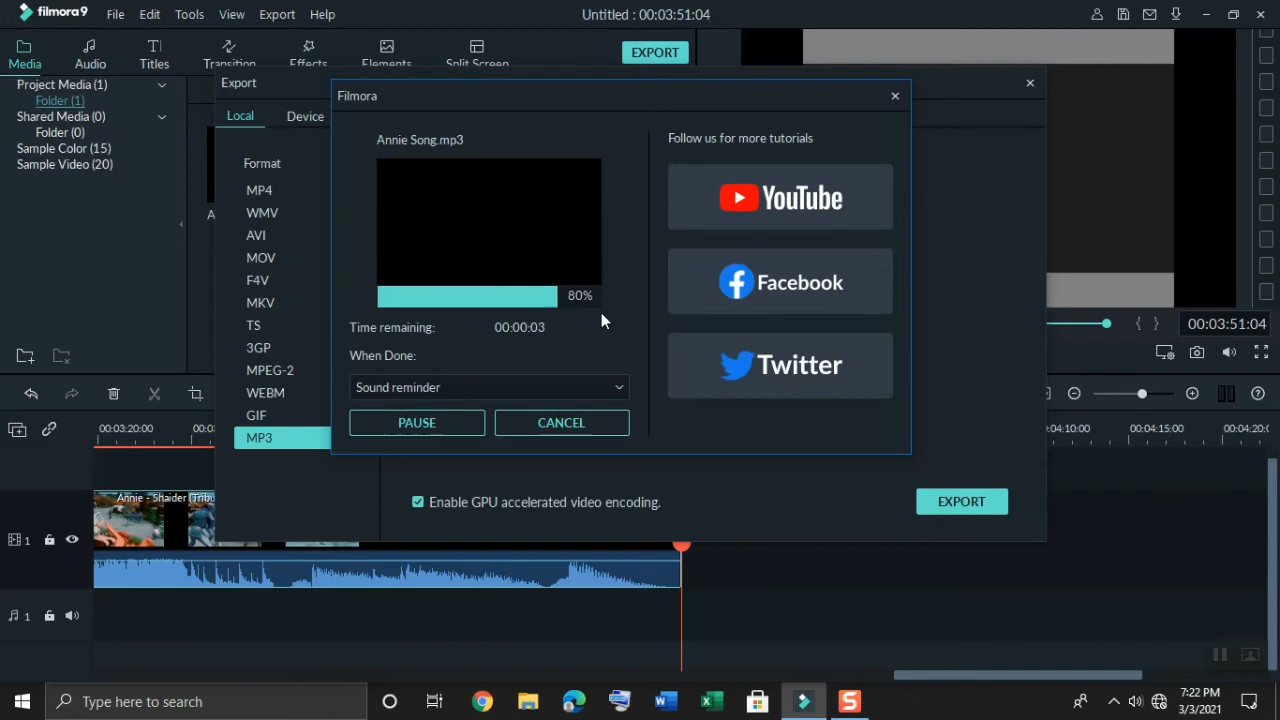 filmora9 File Edit Tools View Export Help Untitled : 00:03:51:04
Media Audio Titles Transition Effects Elements Split Screen EXPORT
Project Media (1)
Folder (1)
Shared Media (0)
Folder (0)
Sample Color (15)
Sample Video (20)
Export
Local Device
Format
MP4
WMV
AVI
MOV
F4V
MKV
TS
3GP
MPEG-2
WEBM
GIF
MP3
Filmora
Annie Song.mp3
80%
Time remaining: 00:00:03
When Done:
Sound reminder
PAUSE CANCEL
Follow us for more tutorials
YouTube
Facebook
Twitter
Enable GPU accelerated video encoding.
EXPORT
00:03:51:04
00:03:20:00 00:04:10:00 00:04:15:00 00:04:20:0
Annie - Shaider (Tribu
1
1
Type here to search
7:22 PM
3/3/2021